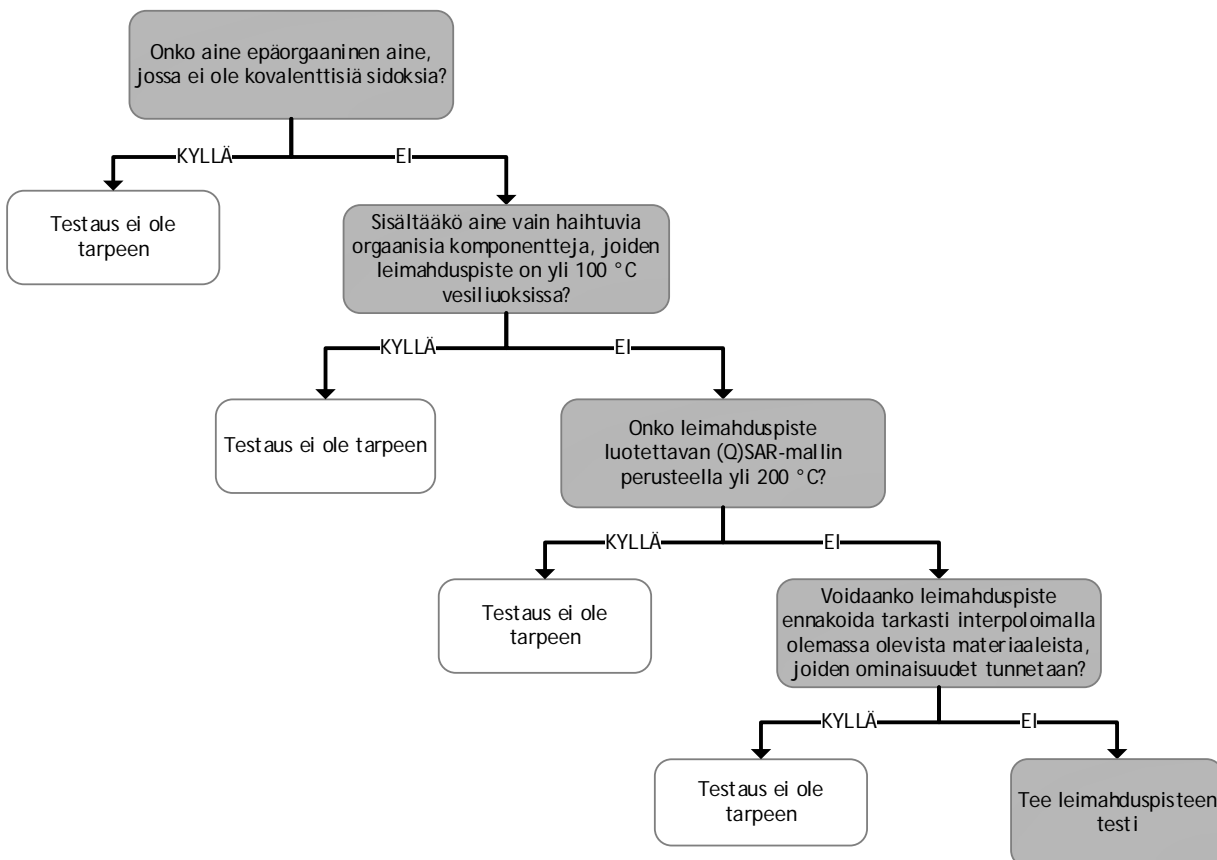 Onko aine epäorgaaninen aine,
jossa ei ole kovalenttisiä sidoksia?
KYLLÄ
EI
Testaus ei ole
tarpeen
Sisältääkö aine vain haihtuvia
orgaanisia komponentteja, joiden
leimahduspiste on yli 100 °C
vesiliuoksissa?
KYLLÄ
EI
Testaus ei ole tarpeen
Onko leimahduspiste
luotettavan (Q)SAR-mallin
perusteella yli 200 °C?
KYLLÄ
EI
Testaus ei ole
tarpeen
Voidaanko leimahduspiste
ennakoida tarkasti interpoloimalla
olemassa olevista materiaaleista,
joiden ominaisuudet tunnetaan?
KYLLÄ
EI
Testaus ei ole
tarpeen
Tee leimahduspisteen
testi